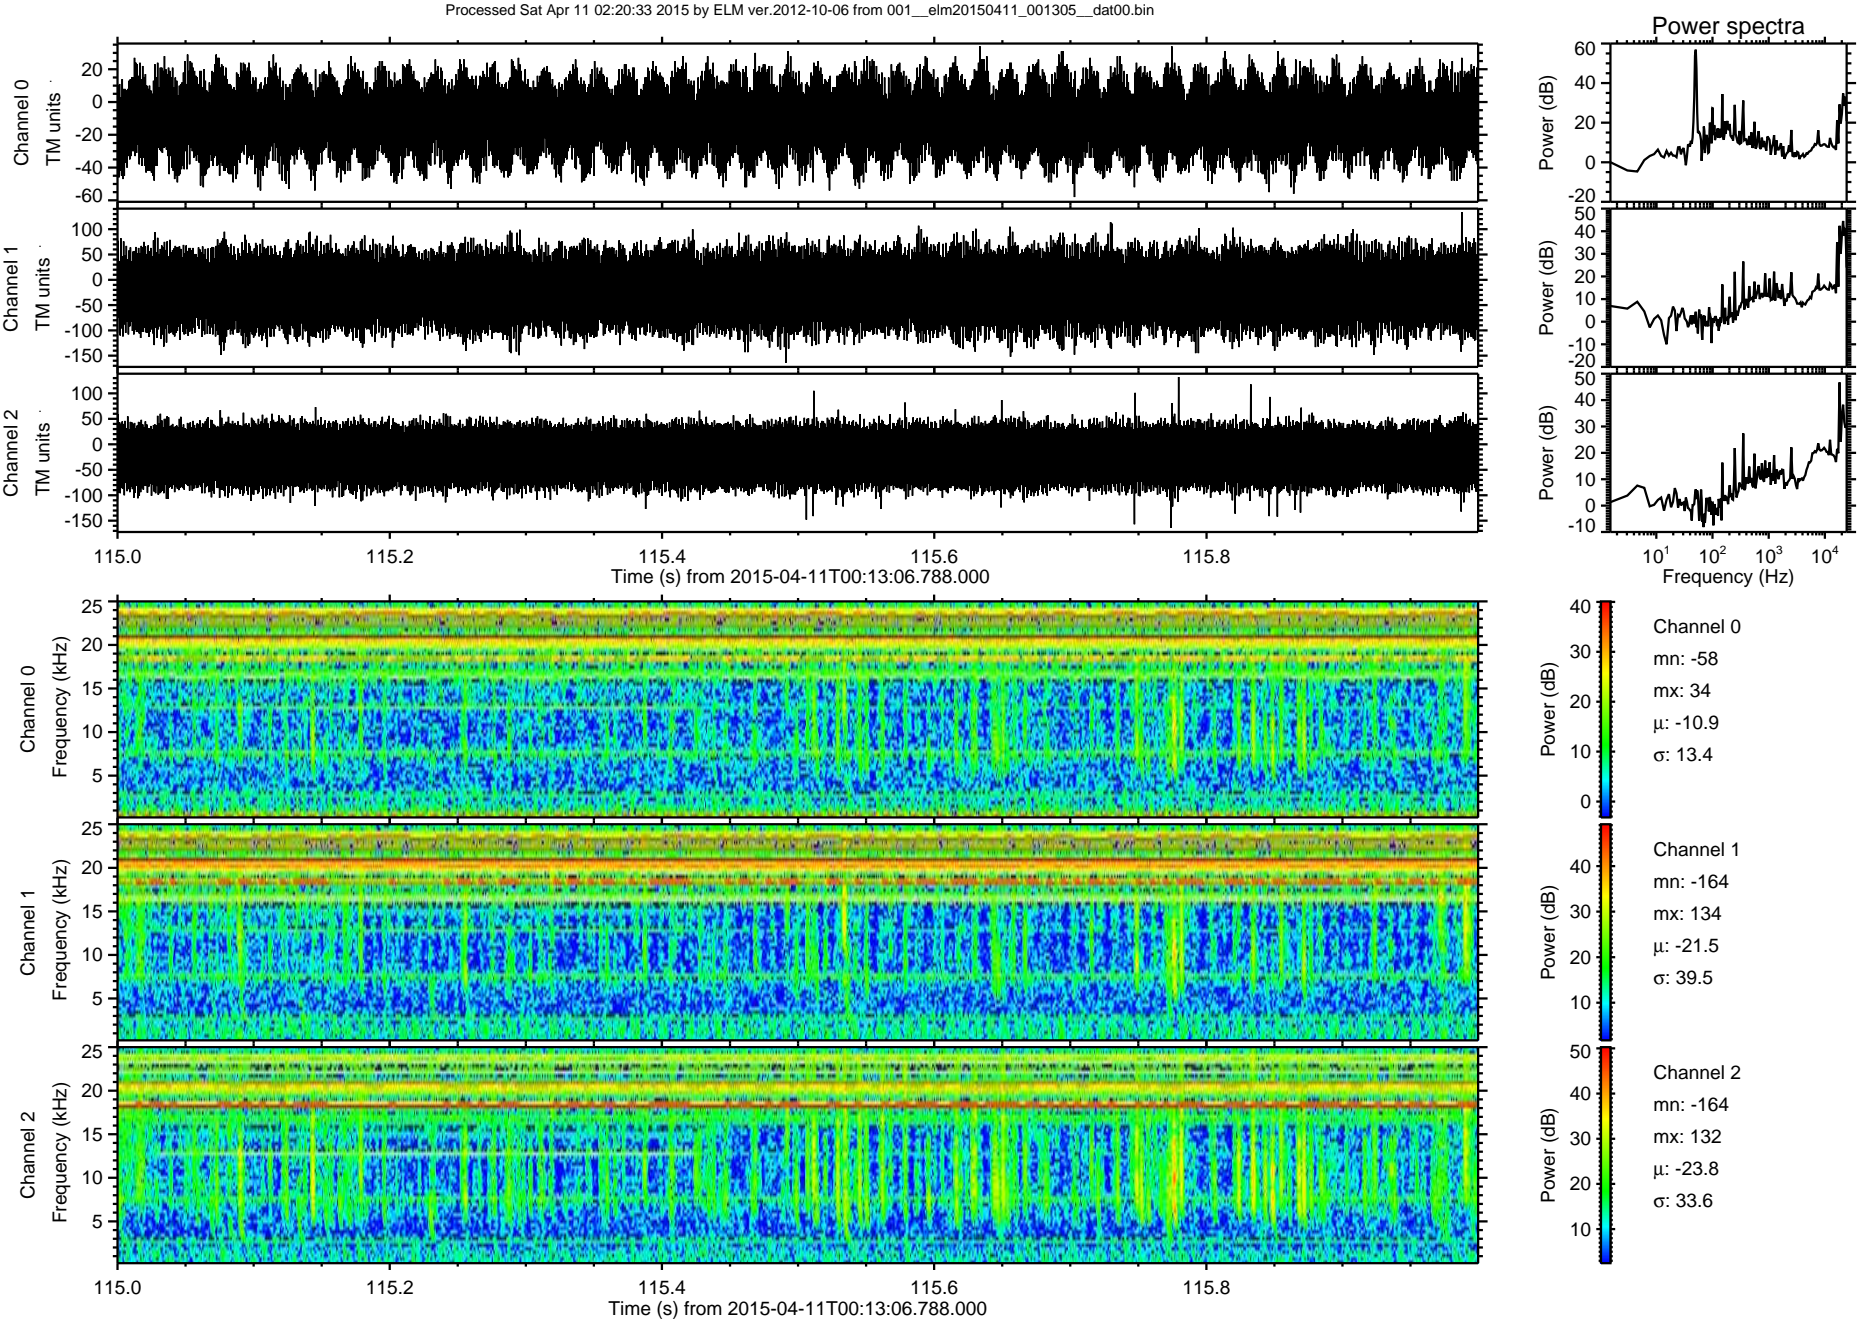 Processed Sat Apr 11 02:20:33 2015 by ELM ver.2012-10-06 from 001__elm20150411_001305__dat00.bin
Power spectra
Channel 0
TM units
20
0
-20
-40
-60
Power (dB)
60
40
20
0
-20
Channel 1
TM units
100
50
0
-50
-100
-150
Power (dB)
50
40
30
20
10
0
-10
-20
Channel 2
TM units
100
50
0
-50
-100
-150
Power (dB)
50
40
30
20
10
0
-10
115.0 115.2 115.4 115.6 115.8
Time (s) from 2015-04-11T00:13:06.788.000
10¹ 10² 10³ 10⁴
Frequency (Hz)
Channel 0
Frequency (kHz)
25
20
15
10
5
Power (dB)
40
30
20
10
0
Channel 0
mn: -58
mx: 34
μ: -10.9
σ: 13.4
Channel 1
Frequency (kHz)
25
20
15
10
5
Power (dB)
40
30
20
10
Channel 1
mn: -164
mx: 134
μ: -21.5
σ: 39.5
Channel 2
Frequency (kHz)
25
20
15
10
5
Power (dB)
50
40
30
20
10
Channel 2
mn: -164
mx: 132
μ: -23.8
σ: 33.6
115.0 115.2 115.4 115.6 115.8
Time (s) from 2015-04-11T00:13:06.788.000